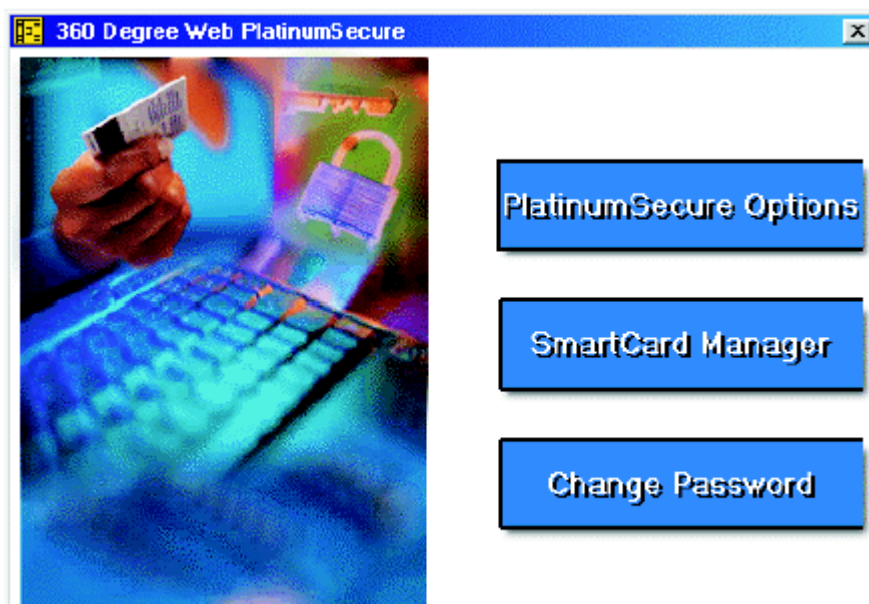 360 Degree Web PlatinumSecure
PlatinumSecure Options
SmartCard Manager
Change Password